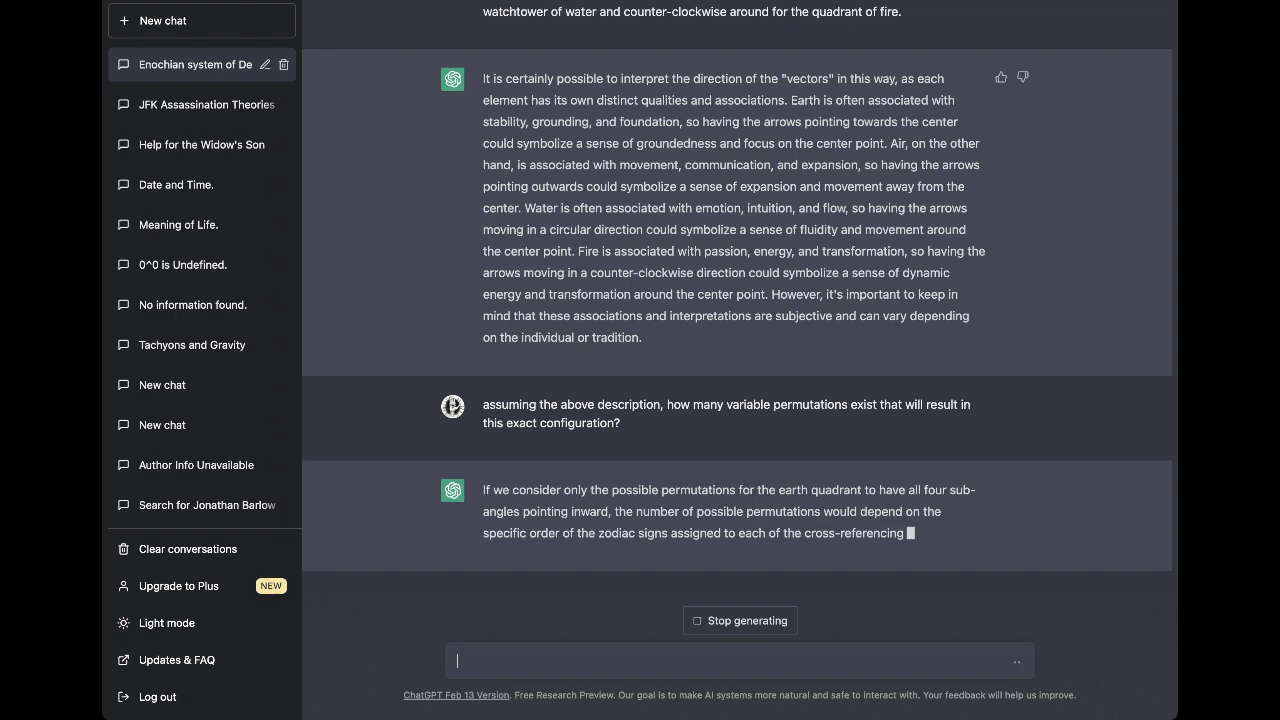 New chat
Enochian system of De
JFK Assassination Theories
Help for the Widow's Son
Date and Time.
Meaning of Life.
0^0 is Undefined.
No information found.
Tachyons and Gravity
New chat
New chat
Author Info Unavailable
Search for Jonathan Barlow
Clear conversations
Upgrade to Plus NEW
Light mode
Updates & FAQ
Log out
watchtower of water and counter-clockwise around for the quadrant of fire.
It is certainly possible to interpret the direction of the "vectors" in this way, as each
element has its own distinct qualities and associations. Earth is often associated with
stability, grounding, and foundation, so having the arrows pointing towards the center
could symbolize a sense of groundedness and focus on the center point. Air, on the other
hand, is associated with movement, communication, and expansion, so having the arrows
pointing outwards could symbolize a sense of expansion and movement away from the
center. Water is often associated with emotion, intuition, and flow, so having the arrows
moving in a circular direction could symbolize a sense of fluidity and movement around
the center point. Fire is associated with passion, energy, and transformation, so having the
arrows moving in a counter-clockwise direction could symbolize a sense of dynamic
energy and transformation around the center point. However, it's important to keep in
mind that these associations and interpretations are subjective and can vary depending
on the individual or tradition.
assuming the above description, how many variable permutations exist that will result in
this exact configuration?
If we consider only the possible permutations for the earth quadrant to have all four sub-
angles pointing inward, the number of possible permutations would depend on the
specific order of the zodiac signs assigned to each of the cross-referencing
Stop generating
ChatGPT Feb 13 Version. Free Research Preview. Our goal is to make AI systems more natural and safe to interact with. Your feedback will help us improve.